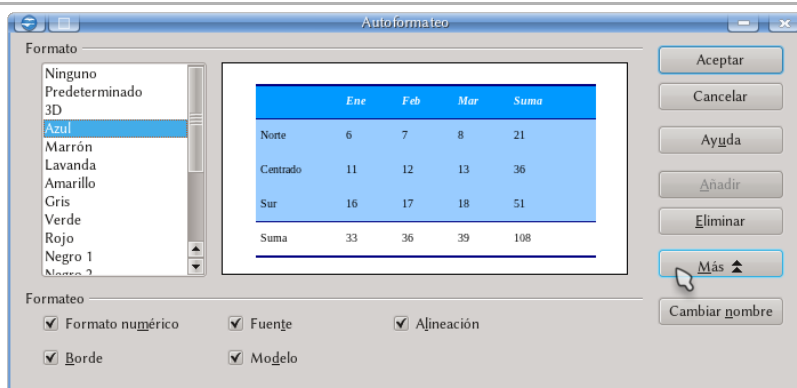 Autoformateo
Formato
Ninguno
Predeterminado
3D
Azul
Marrón
Lavanda
Amarillo
Gris
Verde
Rojo
Negro 1
Negro 2
Ene Feb Mar Suma
Norte 6 7 8 21
Centrado 11 12 13 36
Sur 16 17 18 51
Suma 33 36 39 108
Aceptar
Cancelar
Ayuda
Añadir
Eliminar
Más
Cambiar nombre
Formateo
Formato numérico Fuente Alineación
Borde Modelo